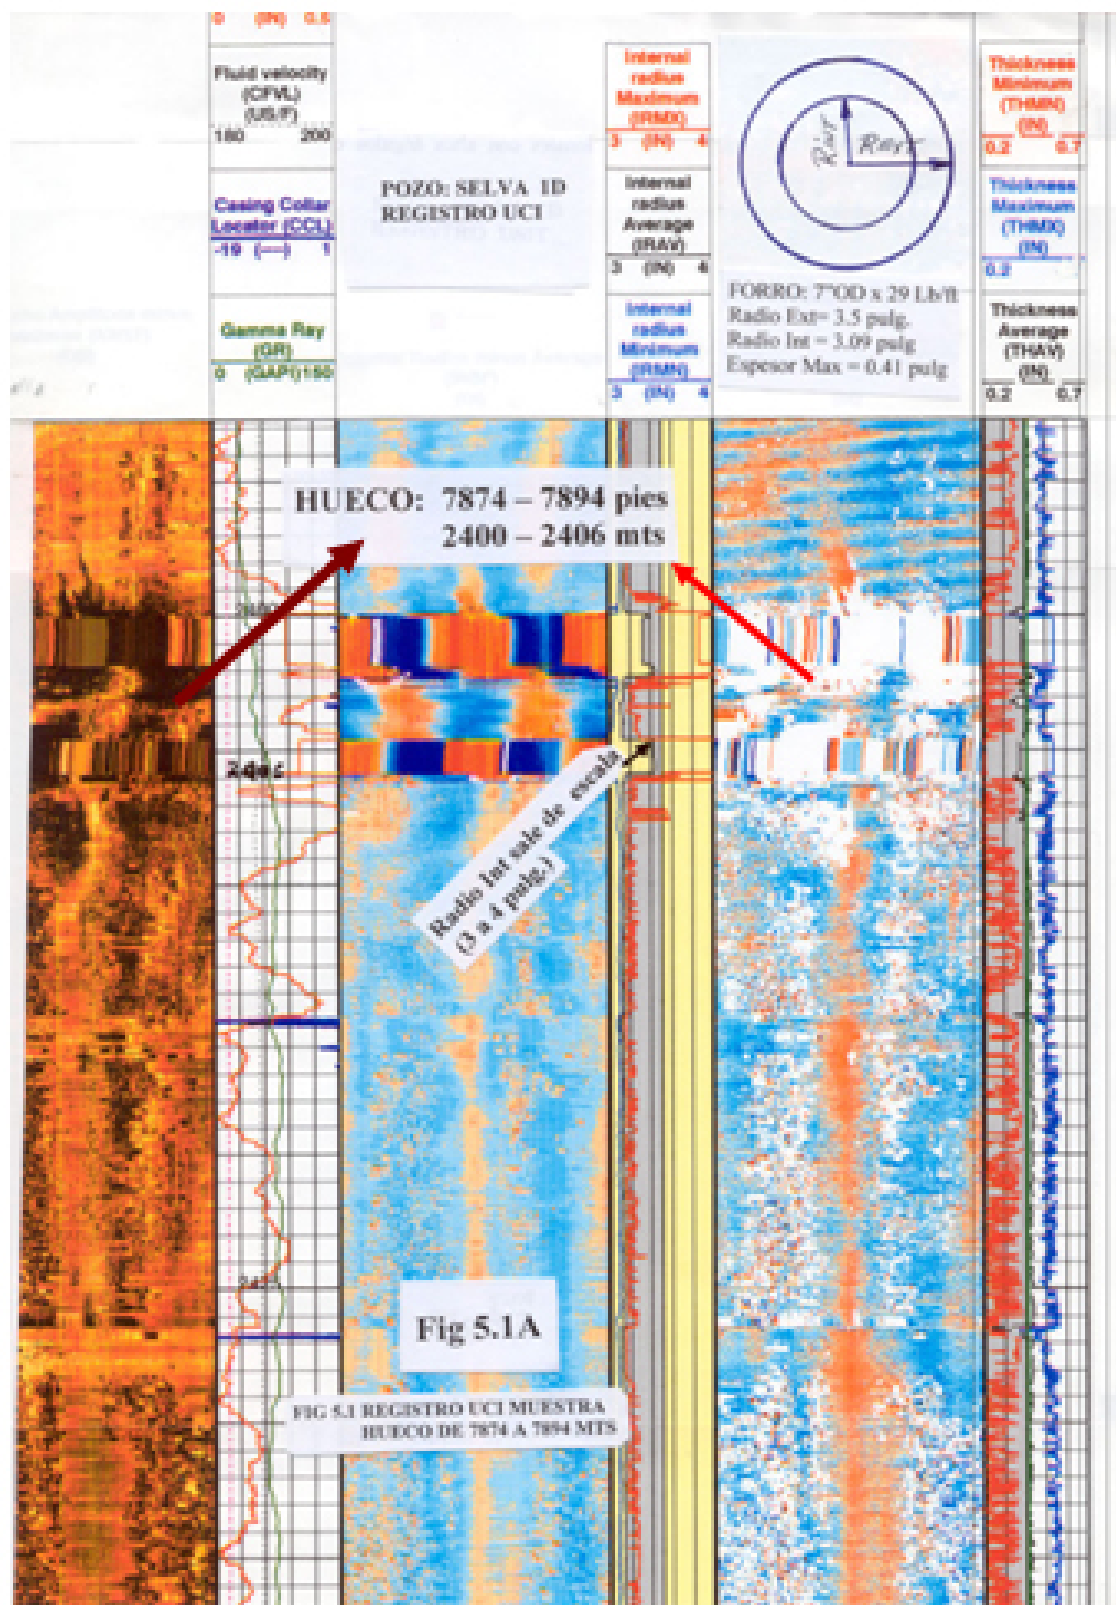 0 (IN) 0.5
Fluid velocity
(CFVL)
(US/F)
180 200
Casing Collar
Locator (CCL)
-19 (----) 1
Gamma Ray
(GR)
0 (GAPI) 150
POZO: SELVA 1D
REGISTRO UCI
Internal
radius
Maximum
(IRMX)
3 (IN) 4
Internal
radius
Average
(IRAV)
3 (IN) 4
Internal
radius
Minimum
(IRMN)
3 (IN) 4
FORRO: 7"OD x 29 Lb/ft
Radio Ext= 3.5 pulg.
Radio Int = 3.09 pulg
Espesor Max = 0.41 pulg
Thickness
Minimum
(THMN)
(IN)
0.2 0.7
Thickness
Maximum
(THMX)
(IN)
0.2
Thickness
Average
(THAV)
(IN)
0.2 0.7
HUECO: 7874 – 7894 pies
2400 – 2406 mts
2406
Radio Int sale de escala
(3 a 4 pulg.)
Fig 5.1A
FIG 5.1 REGISTRO UCI MUESTRA
HUECO DE 7874 A 7894 MTS